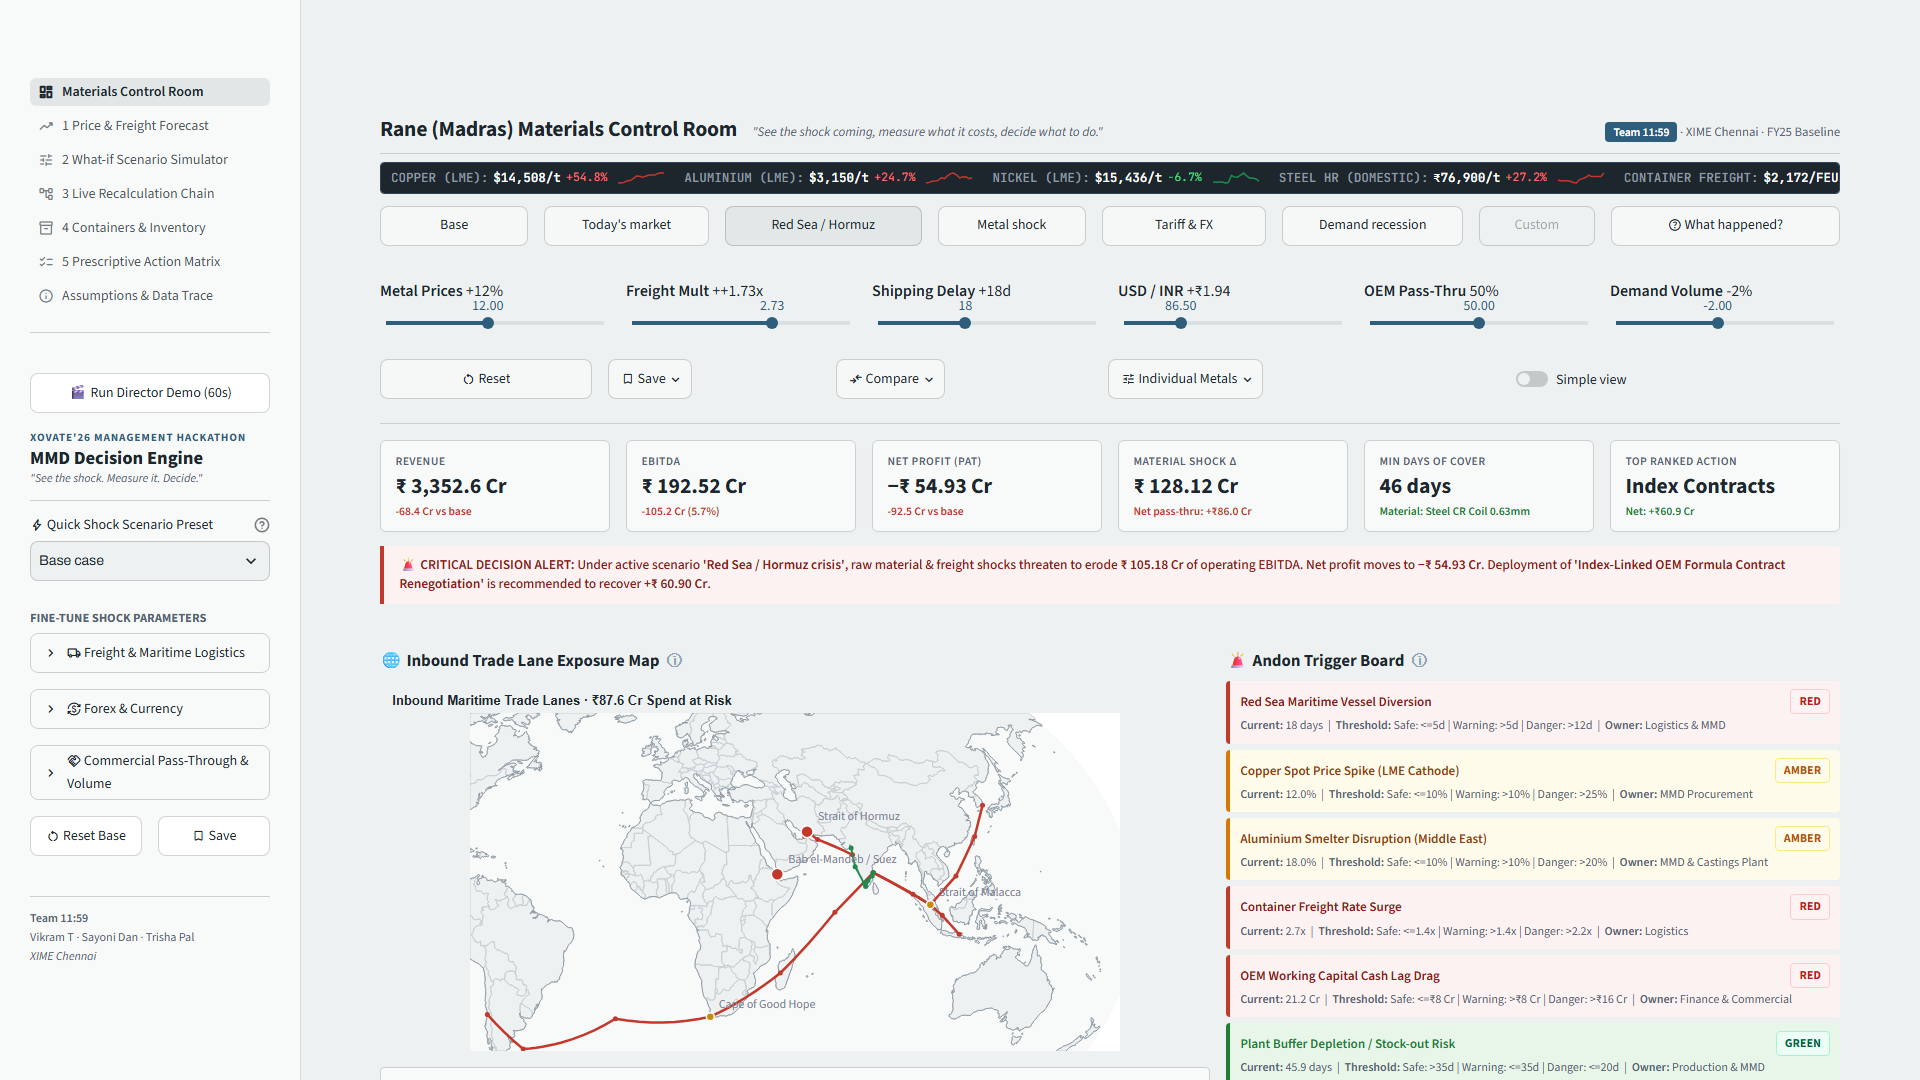 Materials Control Room
1 Price & Freight Forecast
2 What-if Scenario Simulator
3 Live Recalculation Chain
4 Containers & Inventory
5 Prescriptive Action Matrix
Assumptions & Data Trace
Run Director Demo (60s)
XOVATE'26 MANAGEMENT HACKATHON
MMD Decision Engine
"See the shock. Measure it. Decide."
Quick Shock Scenario Preset
Base case
FINE-TUNE SHOCK PARAMETERS
Freight & Maritime Logistics
Forex & Currency
Commercial Pass-Through &
Volume
Reset Base
Save
Team 11:59
Vikram T · Sayoni Dan · Trisha Pal
XIME Chennai
Rane (Madras) Materials Control Room "See the shock coming, measure what it costs, decide what to do." Team 11:59 · XIME Chennai · FY25 Baseline
COPPER (LME): $14,508/t +54.8% ALUMINIUM (LME): $3,150/t +24.7% NICKEL (LME): $15,436/t -6.7% STEEL HR (DOMESTIC): ₹76,900/t +27.2% CONTAINER FREIGHT: $2,172/FEU
Base Today's market Red Sea / Hormuz Metal shock Tariff & FX Demand recession Custom What happened?
Metal Prices +12% Freight Mult ++1.73x Shipping Delay +18d USD / INR +₹1.94 OEM Pass-Thru 50% Demand Volume -2%
12.00 2.73 18 86.50 50.00 -2.00
Reset Save Compare Individual Metals Simple view
REVENUE EBITDA NET PROFIT (PAT) MATERIAL SHOCK Δ MIN DAYS OF COVER TOP RANKED ACTION
₹ 3,352.6 Cr ₹ 192.52 Cr −₹ 54.93 Cr ₹ 128.12 Cr 46 days Index Contracts
-68.4 Cr vs base -105.2 Cr (5.7%) -92.5 Cr vs base Net pass-thru: +₹86.0 Cr Material: Steel CR Coil 0.63mm Net: +₹60.9 Cr
CRITICAL DECISION ALERT: Under active scenario 'Red Sea / Hormuz crisis', raw material & freight shocks threaten to erode ₹ 105.18 Cr of operating EBITDA. Net profit moves to −₹ 54.93 Cr. Deployment of 'Index-Linked OEM Formula Contract
Renegotiation' is recommended to recover +₹ 60.90 Cr.
Inbound Trade Lane Exposure Map
Inbound Maritime Trade Lanes · ₹87.6 Cr Spend at Risk
Strait of Hormuz
Bab el-Mandeb / Suez
Strait of Malacca
Cape of Good Hope
Andon Trigger Board
Red Sea Maritime Vessel Diversion RED
Current: 18 days | Threshold: Safe: <=5d | Warning: >5d | Danger: >12d | Owner: Logistics & MMD
Copper Spot Price Spike (LME Cathode) AMBER
Current: 12.0% | Threshold: Safe: <=10% | Warning: >10% | Danger: >25% | Owner: MMD Procurement
Aluminium Smelter Disruption (Middle East) AMBER
Current: 18.0% | Threshold: Safe: <=10% | Warning: >10% | Danger: >20% | Owner: MMD & Castings Plant
Container Freight Rate Surge RED
Current: 2.7x | Threshold: Safe: <=1.4x | Warning: >1.4x | Danger: >2.2x | Owner: Logistics
OEM Working Capital Cash Lag Drag RED
Current: 21.2 Cr | Threshold: Safe: <=₹8 Cr | Warning: >₹8 Cr | Danger: >₹16 Cr | Owner: Finance & Commercial
Plant Buffer Depletion / Stock-out Risk GREEN
Current: 45.9 days | Threshold: Safe: >35d | Warning: <=35d | Danger: <=20d | Owner: Production & MMD